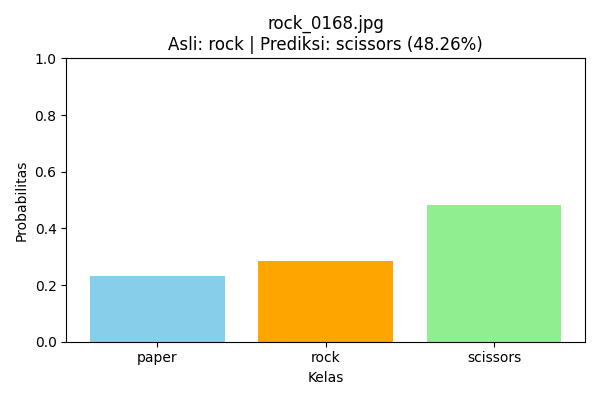 rock_0168.jpg
Asli: rock | Prediksi: scissors (48.26%)
1.0
0.8
0.6
0.4
0.2
0.0
Probabilitas
paper rock scissors
Kelas